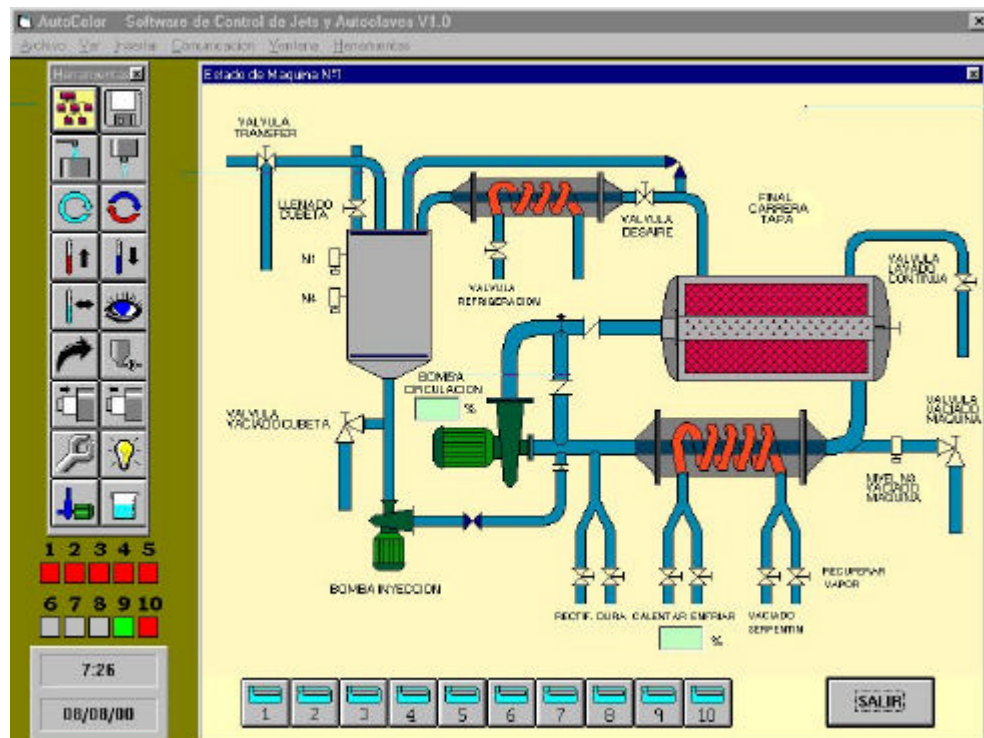 AutoColor Software de Control de Jets y Autoclaves V1.0
Archivo Ver Insertar Comunicacion Ventana Herramientas
Herramientas
Estado de Maquina Nº1
VALVULA
TRANSFER
LLENADO
CUBETA
N1
N4
VALVULA
REFRIGERACION
VALVULA
DESAIRE
FINAL
CARRERA
TAPA
VALVULA
LAVADO
CONTINUA
BOMBA
CIRCULACION
%
VALVULA
VACIADO CUBETA
VALVULA
VACIADO
MAQUINA
NIVEL N3
VACIADO
MAQUINA
BOMBA INYECCION
RECTIF. DURA CALENTAR ENFRIAR
%
VACIADO
SERPENTIN
RECUPERAR
VAPOR
1 2 3 4 5
6 7 8 9 10
7:26
08/08/00
1 2 3 4 5 6 7 8 9 10
SALIR